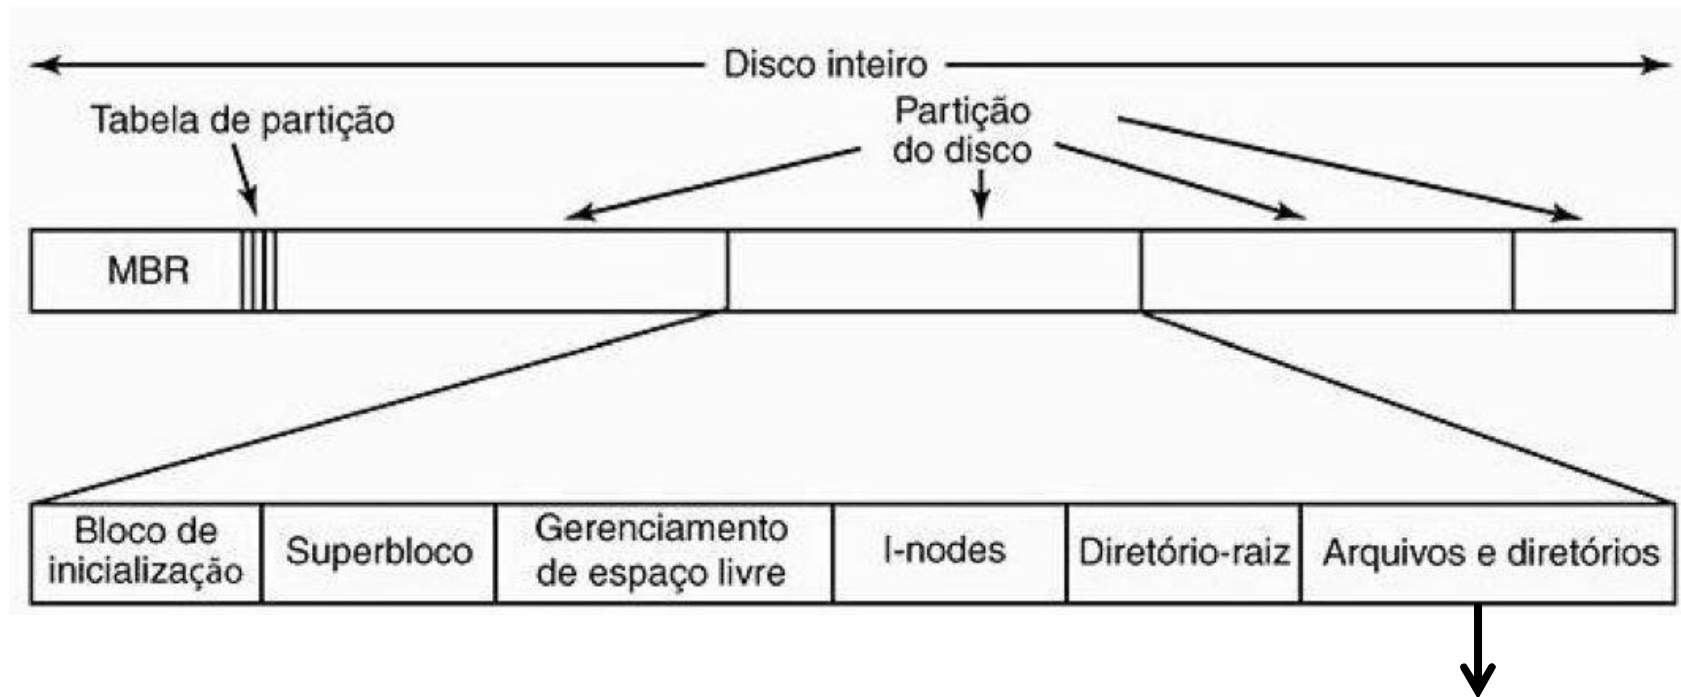 Disco inteiro
Tabela de partição
Partição
do disco
MBR
Bloco de
inicialização
Superbloco
Gerenciamento
de espaço livre
I-nodes
Diretório-raiz
Arquivos e diretórios